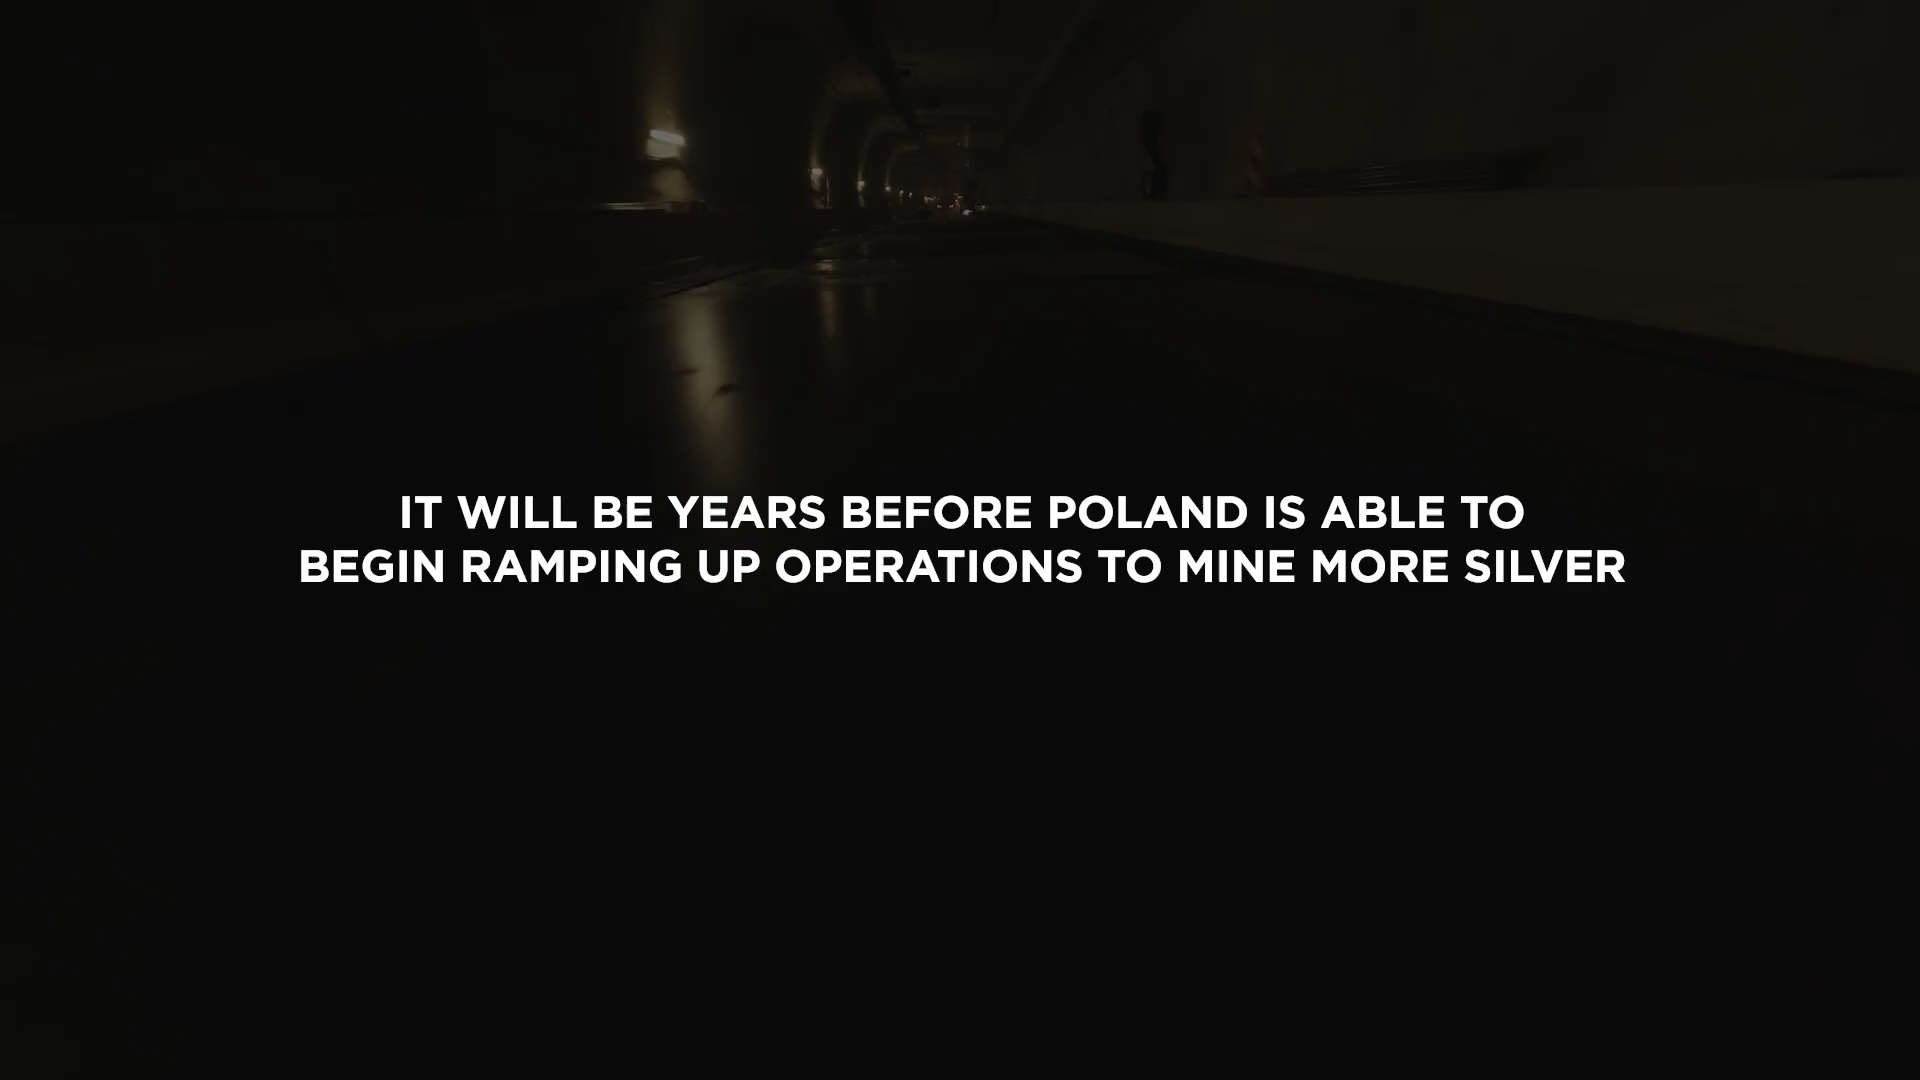 IT WILL BE YEARS BEFORE POLAND IS ABLE TO
BEGIN RAMPING UP OPERATIONS TO MINE MORE SILVER